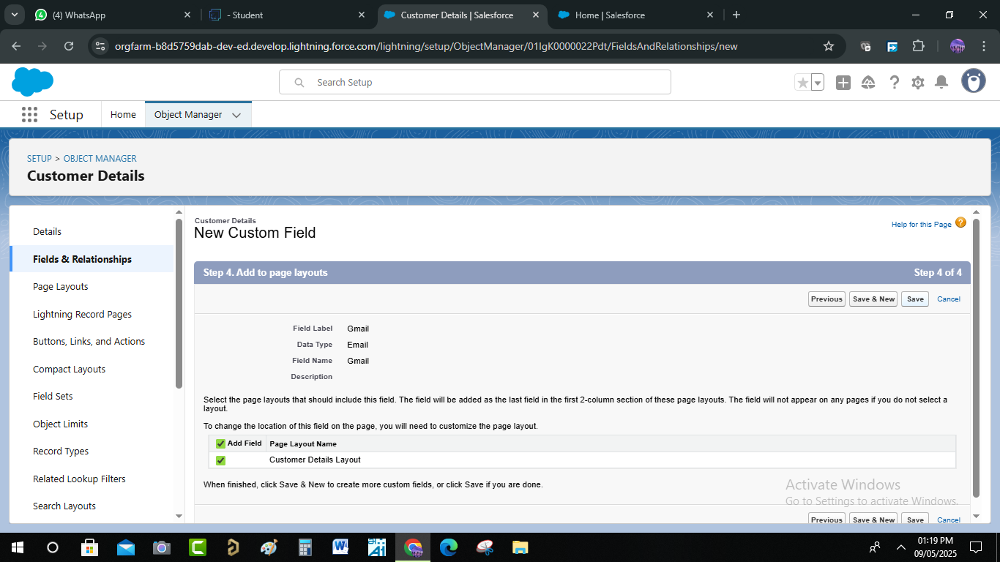 (4) WhatsApp
- Student
Customer Details | Salesforce
Home | Salesforce
orgfarm-b8d5759dab-dev-ed.develop.lightning.force.com/lightning/setup/ObjectManager/01IgK0000022Pdt/FieldsAndRelationships/new
Search Setup
Setup
Home
Object Manager
SETUP > OBJECT MANAGER
Customer Details
Details
Fields & Relationships
Page Layouts
Lightning Record Pages
Buttons, Links, and Actions
Compact Layouts
Field Sets
Object Limits
Record Types
Related Lookup Filters
Search Layouts
Customer Details
New Custom Field
Help for this Page ?
Step 4. Add to page layouts
Step 4 of 4
Previous Save & New Save Cancel
Field Label Gmail
Data Type Email
Field Name Gmail
Description
Select the page layouts that should include this field. The field will be added as the last field in the first 2-column section of these page layouts. The field will not appear on any pages if you do not select a
layout.
To change the location of this field on the page, you will need to customize the page layout.
Add Field Page Layout Name
Customer Details Layout
When finished, click Save & New to create more custom fields, or click Save if you are done.
Activate Windows
Go to Settings to activate Windows.
Previous Save & New Save Cancel
01:19 PM
09/05/2025